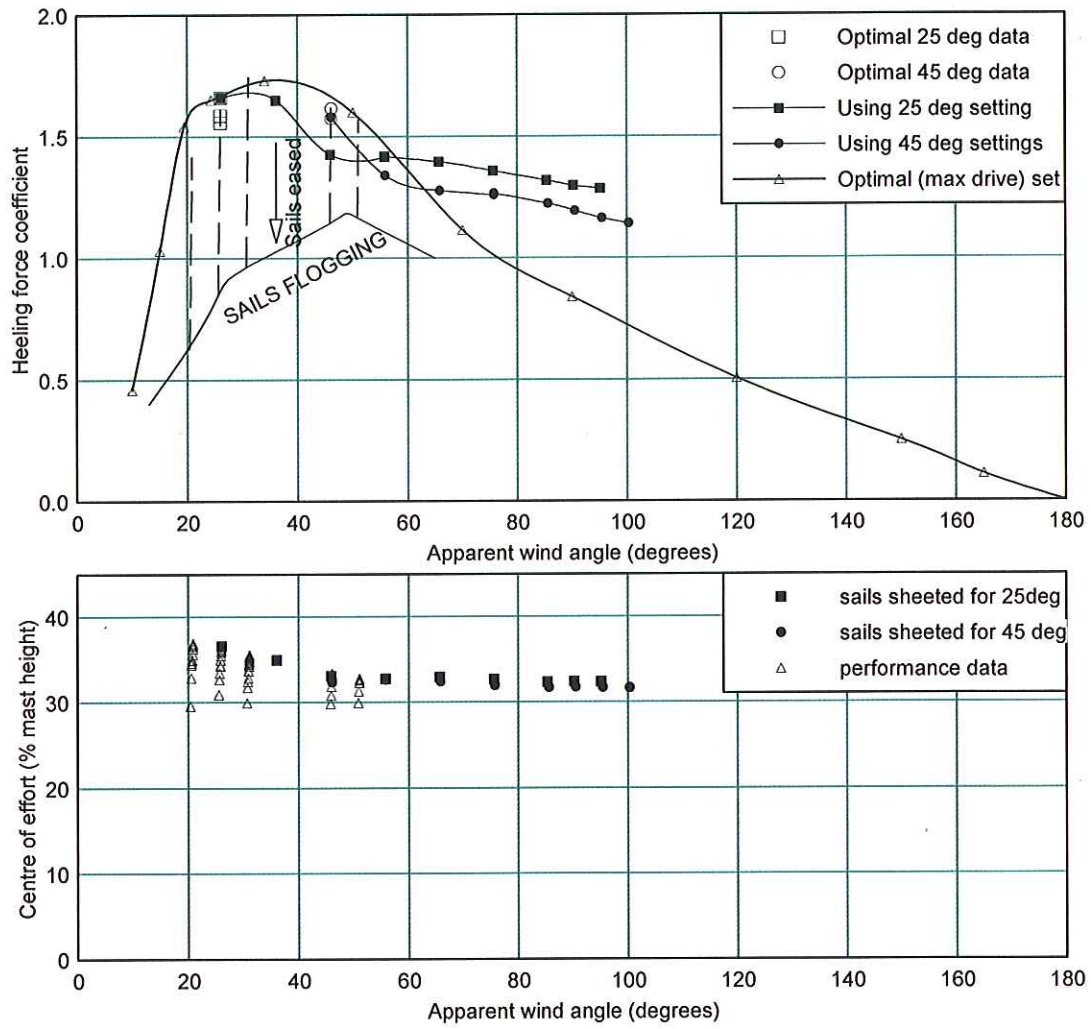 2.0
1.5
1.0
0.5
0.0
Heeling force coefficient
Optimal 25 deg data
Optimal 45 deg data
Using 25 deg setting
Using 45 deg settings
Optimal (max drive) set
Sails eased
SAILS FLOGGING
0 20 40 60 80 100 120 140 160 180
Apparent wind angle (degrees)
40
30
20
10
0
Centre of effort (% mast height)
sails sheeted for 25deg
sails sheeted for 45 deg
performance data
0 20 40 60 80 100 120 140 160 180
Apparent wind angle (degrees)